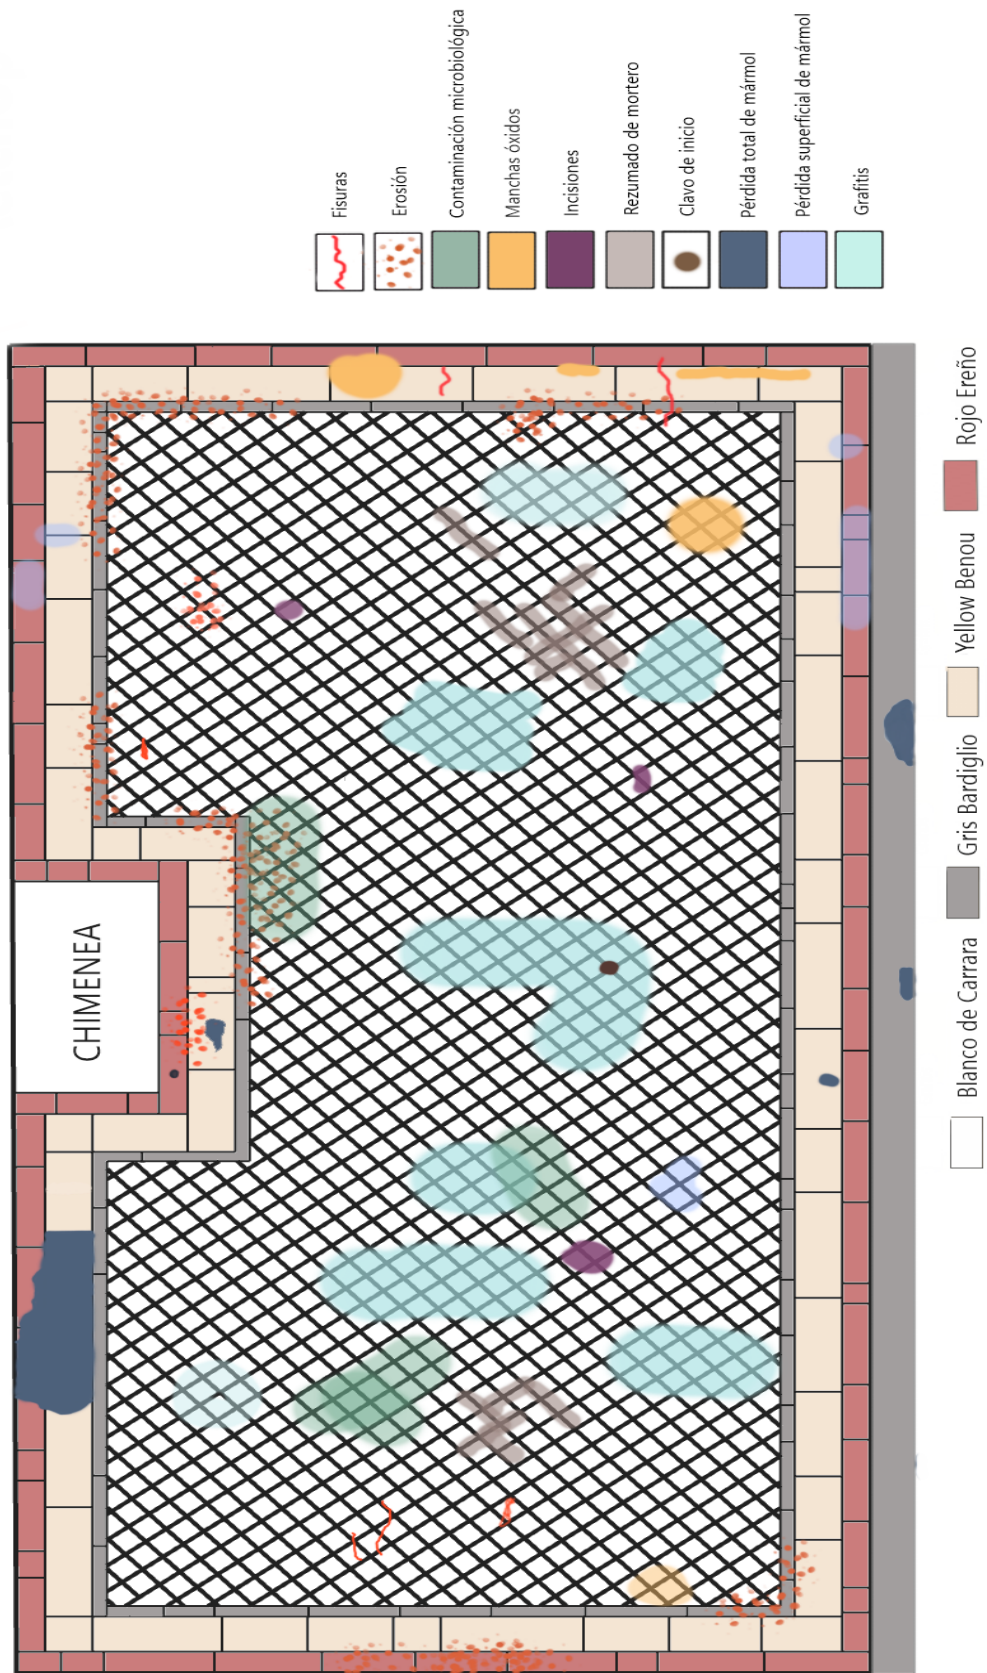 CHIMENEA
Fisuras
Erosión
Contaminación microbiológica
Manchas óxidos
Incisiones
Rezumado de mortero
Clavo de inicio
Pérdida total de mármol
Pérdida superficial de mármol
Grafitis
Blanco de Carrara
Gris Bardiglio
Yellow Benou
Rojo Ereño